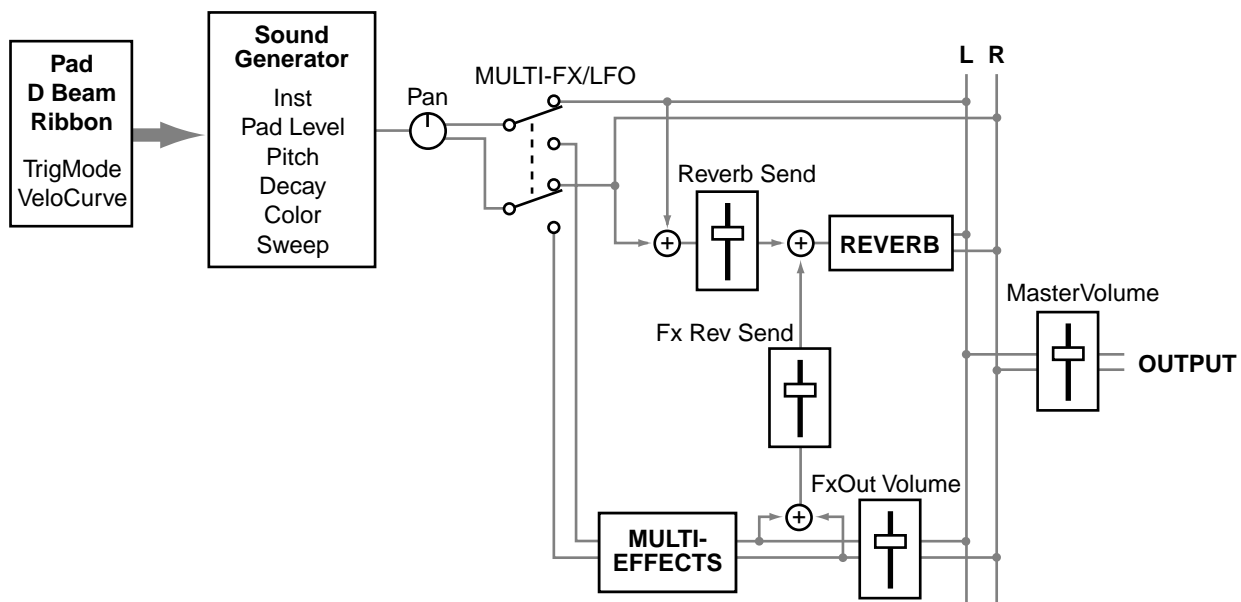 Pad
D Beam
Ribbon
TrigMode
VeloCurve
Sound
Generator
Inst
Pad Level
Pitch
Decay
Color
Sweep
Pan
MULTI-FX/LFO
L R
Reverb Send
REVERB
MasterVolume
OUTPUT
Fx Rev Send
FxOut Volume
MULTI-
EFFECTS